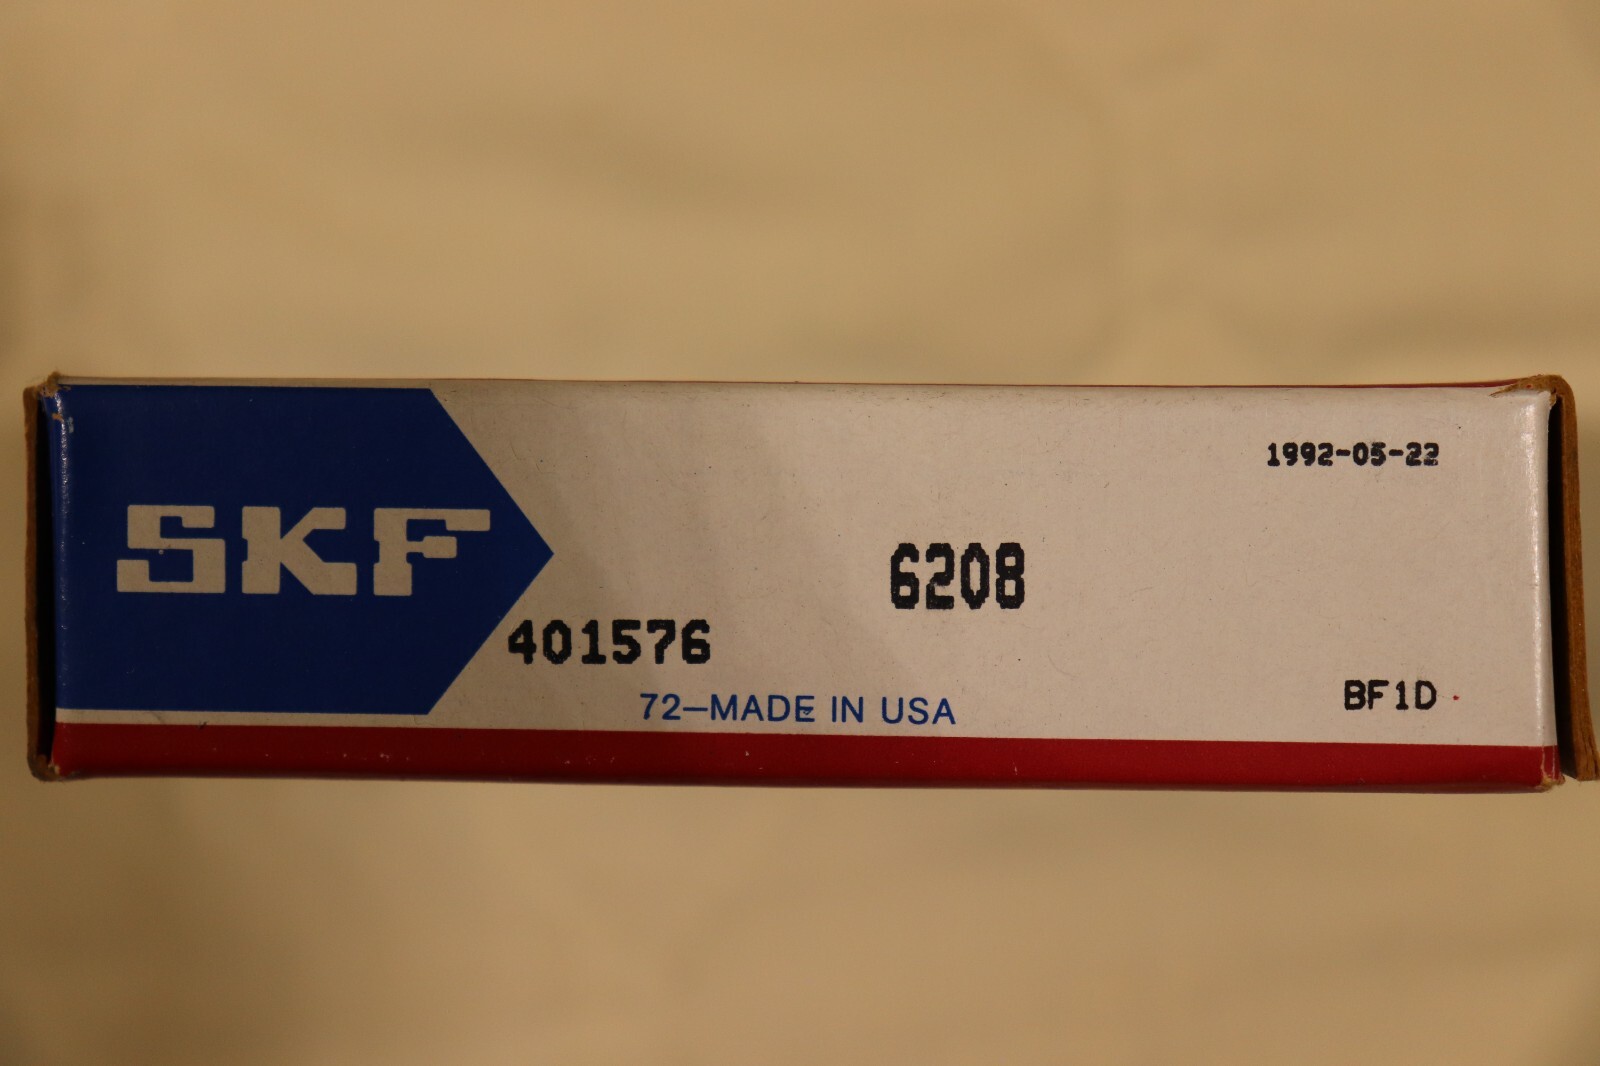 1992-05-22
SKF
6208
401576
BF1D
72-MADE IN USA